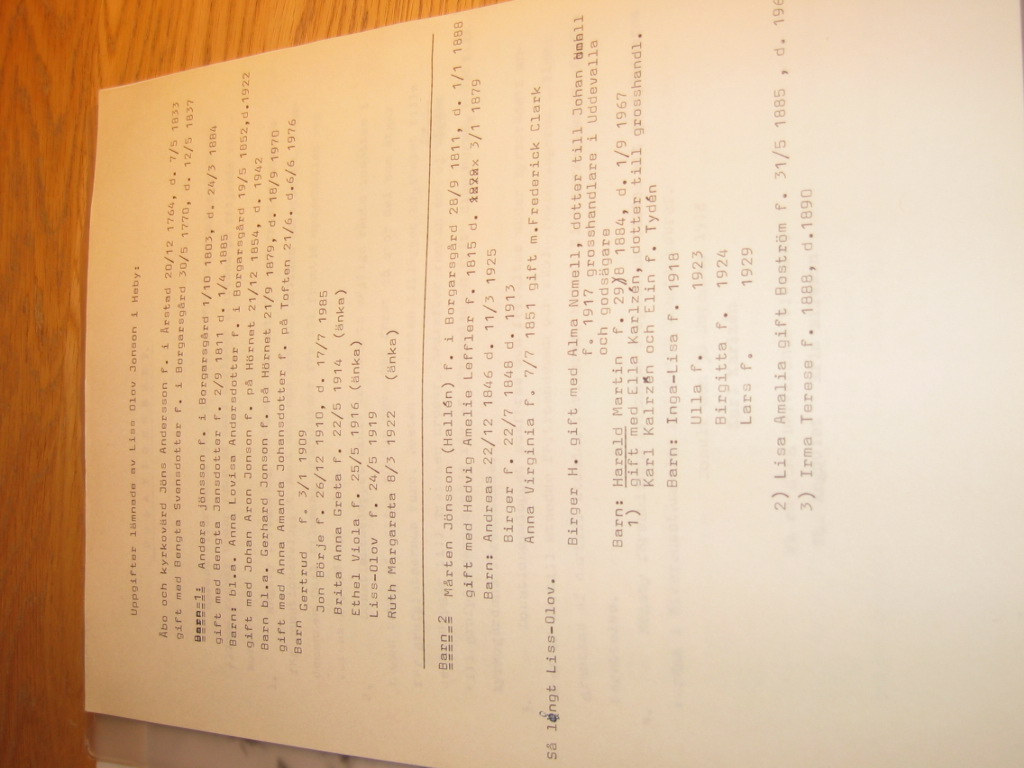 Uppgifter lämnade av Liss Olov Jonson i Heby:
Åbo och kyrkovärd Jöns Andersson f. i Årstad 20/12 1764, d. 7/5 1833
gift med Bengta Svensdotter f. i Borgarsgård 30/5 1770, d. 12/5 1837
Barn 1: Anders Jönsson f. i Borgarsgård 1/10 1803, d. 24/3 1884
gift med Bengta Jansdotter f. 2/9 1811 d. 1/4 1885
Barn: bl.a. Anna Lovisa Andersdotter f. i Borgarsgård 19/5 1852,d.1922
gift med Johan Aron Jonson f. på Hörnet 21/12 1854, d. 1942
Barn bl.a. Gerhard Jonson f. på Hörnet 21/9 1879, d. 18/9 1970
gift med Anna Amanda Johansdotter f. på Toften 21/6. d.6/6 1976
Barn Gertrud f. 3/1 1909
Jon Börje f. 26/12 1910, d. 17/7 1985
Brita Anna Greta f. 22/5 1914 (änka)
Ethel Viola f. 25/5 1916 (änka)
Liss-Olov f. 24/5 1919
Ruth Margareta 8/3 1922 (änka)
Barn 2 Mårten Jönsson (Hallén) f. i Borgarsgård 28/9 1811, d. 1/1 1888
gift med Hedvig Amelie Leffler f. 1815 d. 3/1 1879
Barn: Andreas 22/12 1846 d. 11/3 1925
Birger f. 22/7 1848 d. 1913
Anna Virginia f. 7/7 1851 gift m.Frederick Clark
Så långt Liss-Olov.
Birger H. gift med Alma Nomell, dotter till Johan
f. 1917 grosshandlare i Uddevalla
och godsägare
Barn: Harald Martin f. 29/8 1884, d. 1/9 1967
1) gift med Ella Karlzén, dotter till grosshandl.
Karl Kalrzén och Elin f. Tydén
Barn: Inga-Lisa f. 1918
Ulla f. 1923
Birgitta f. 1924
Lars f. 1929
2) Lisa Amalia gift Boström f. 31/5 1885 , d. 196
3) Irma Terese f. 1888, d.1890